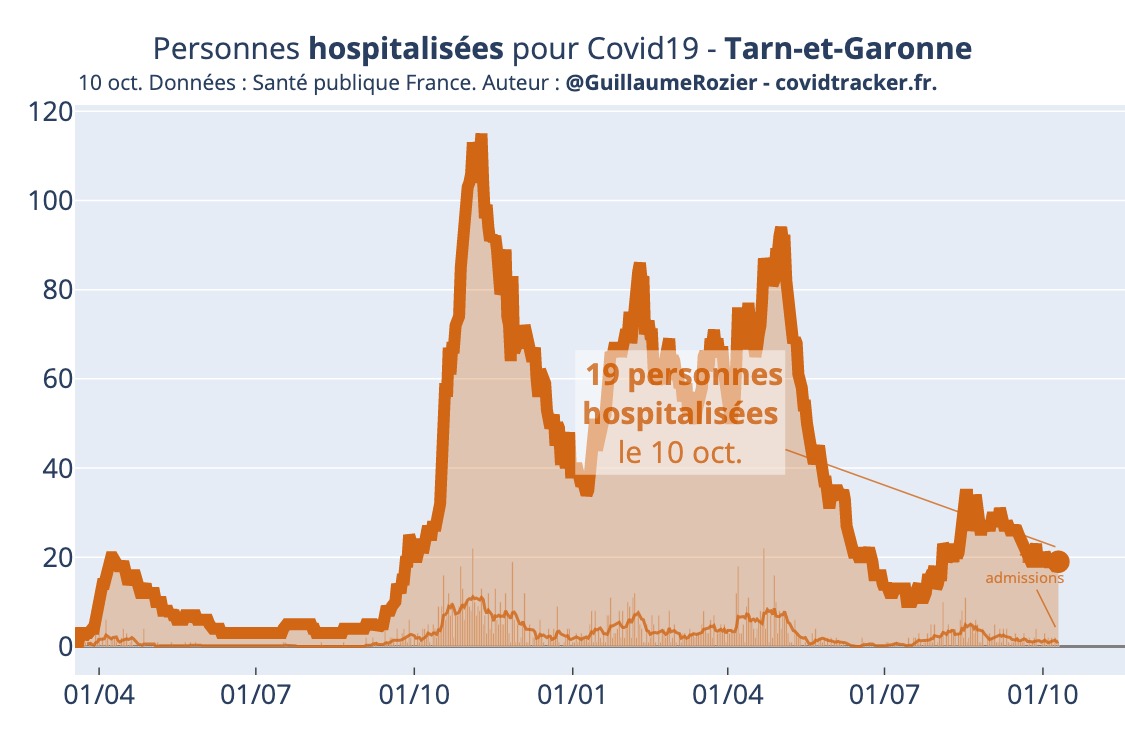 Personnes hospitalisées pour Covid19 - Tarn-et-Garonne
10 oct. Données : Santé publique France. Auteur : @GuillaumeRozier - covidtracker.fr.
120
100
80
60
40
20
0
19 personnes
hospitalisées
le 10 oct.
admissions
01/04 01/07 01/10 01/01 01/04 01/07 01/10